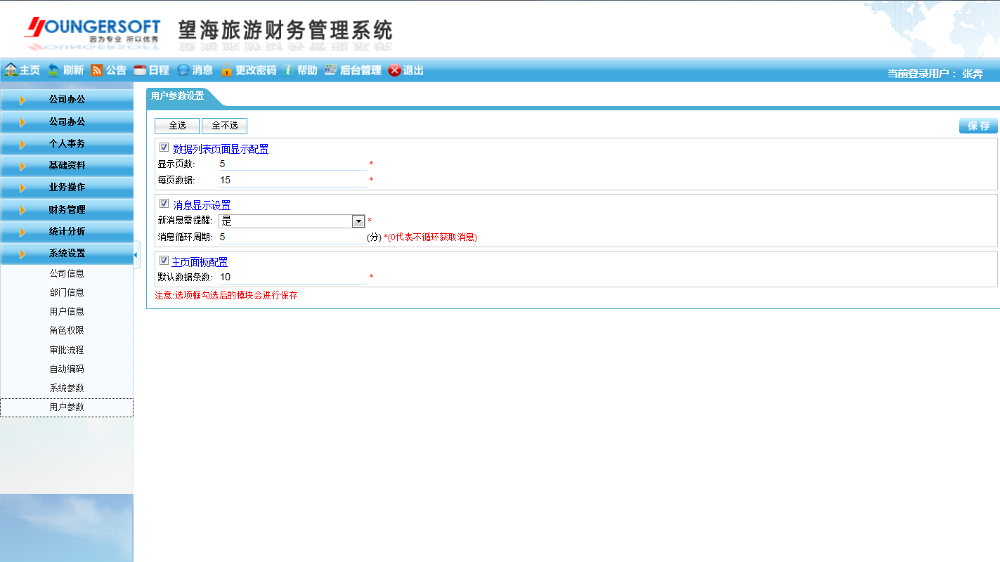 YOUNGERSOFT
因为专业 所以优秀
望海旅游财务管理系统
主页 刷新 公告 日程 消息 更改密码 帮助 后台管理 退出
当前登录用户： 张奔
公司办公
公司办公
个人事务
基础资料
业务操作
财务管理
统计分析
系统设置
公司信息
部门信息
用户信息
角色权限
审批流程
自动编码
系统参数
用户参数
用户参数设置
全选 全不选 保存
数据列表页面显示配置
显示页数: 5 *
每页数据: 15 *
消息显示设置
新消息需提醒: 是 *
消息循环周期: 5 (分) *(0代表不循环获取消息)
主页面板配置
默认数据条数: 10 *
注意:选项框勾选后的模块会进行保存